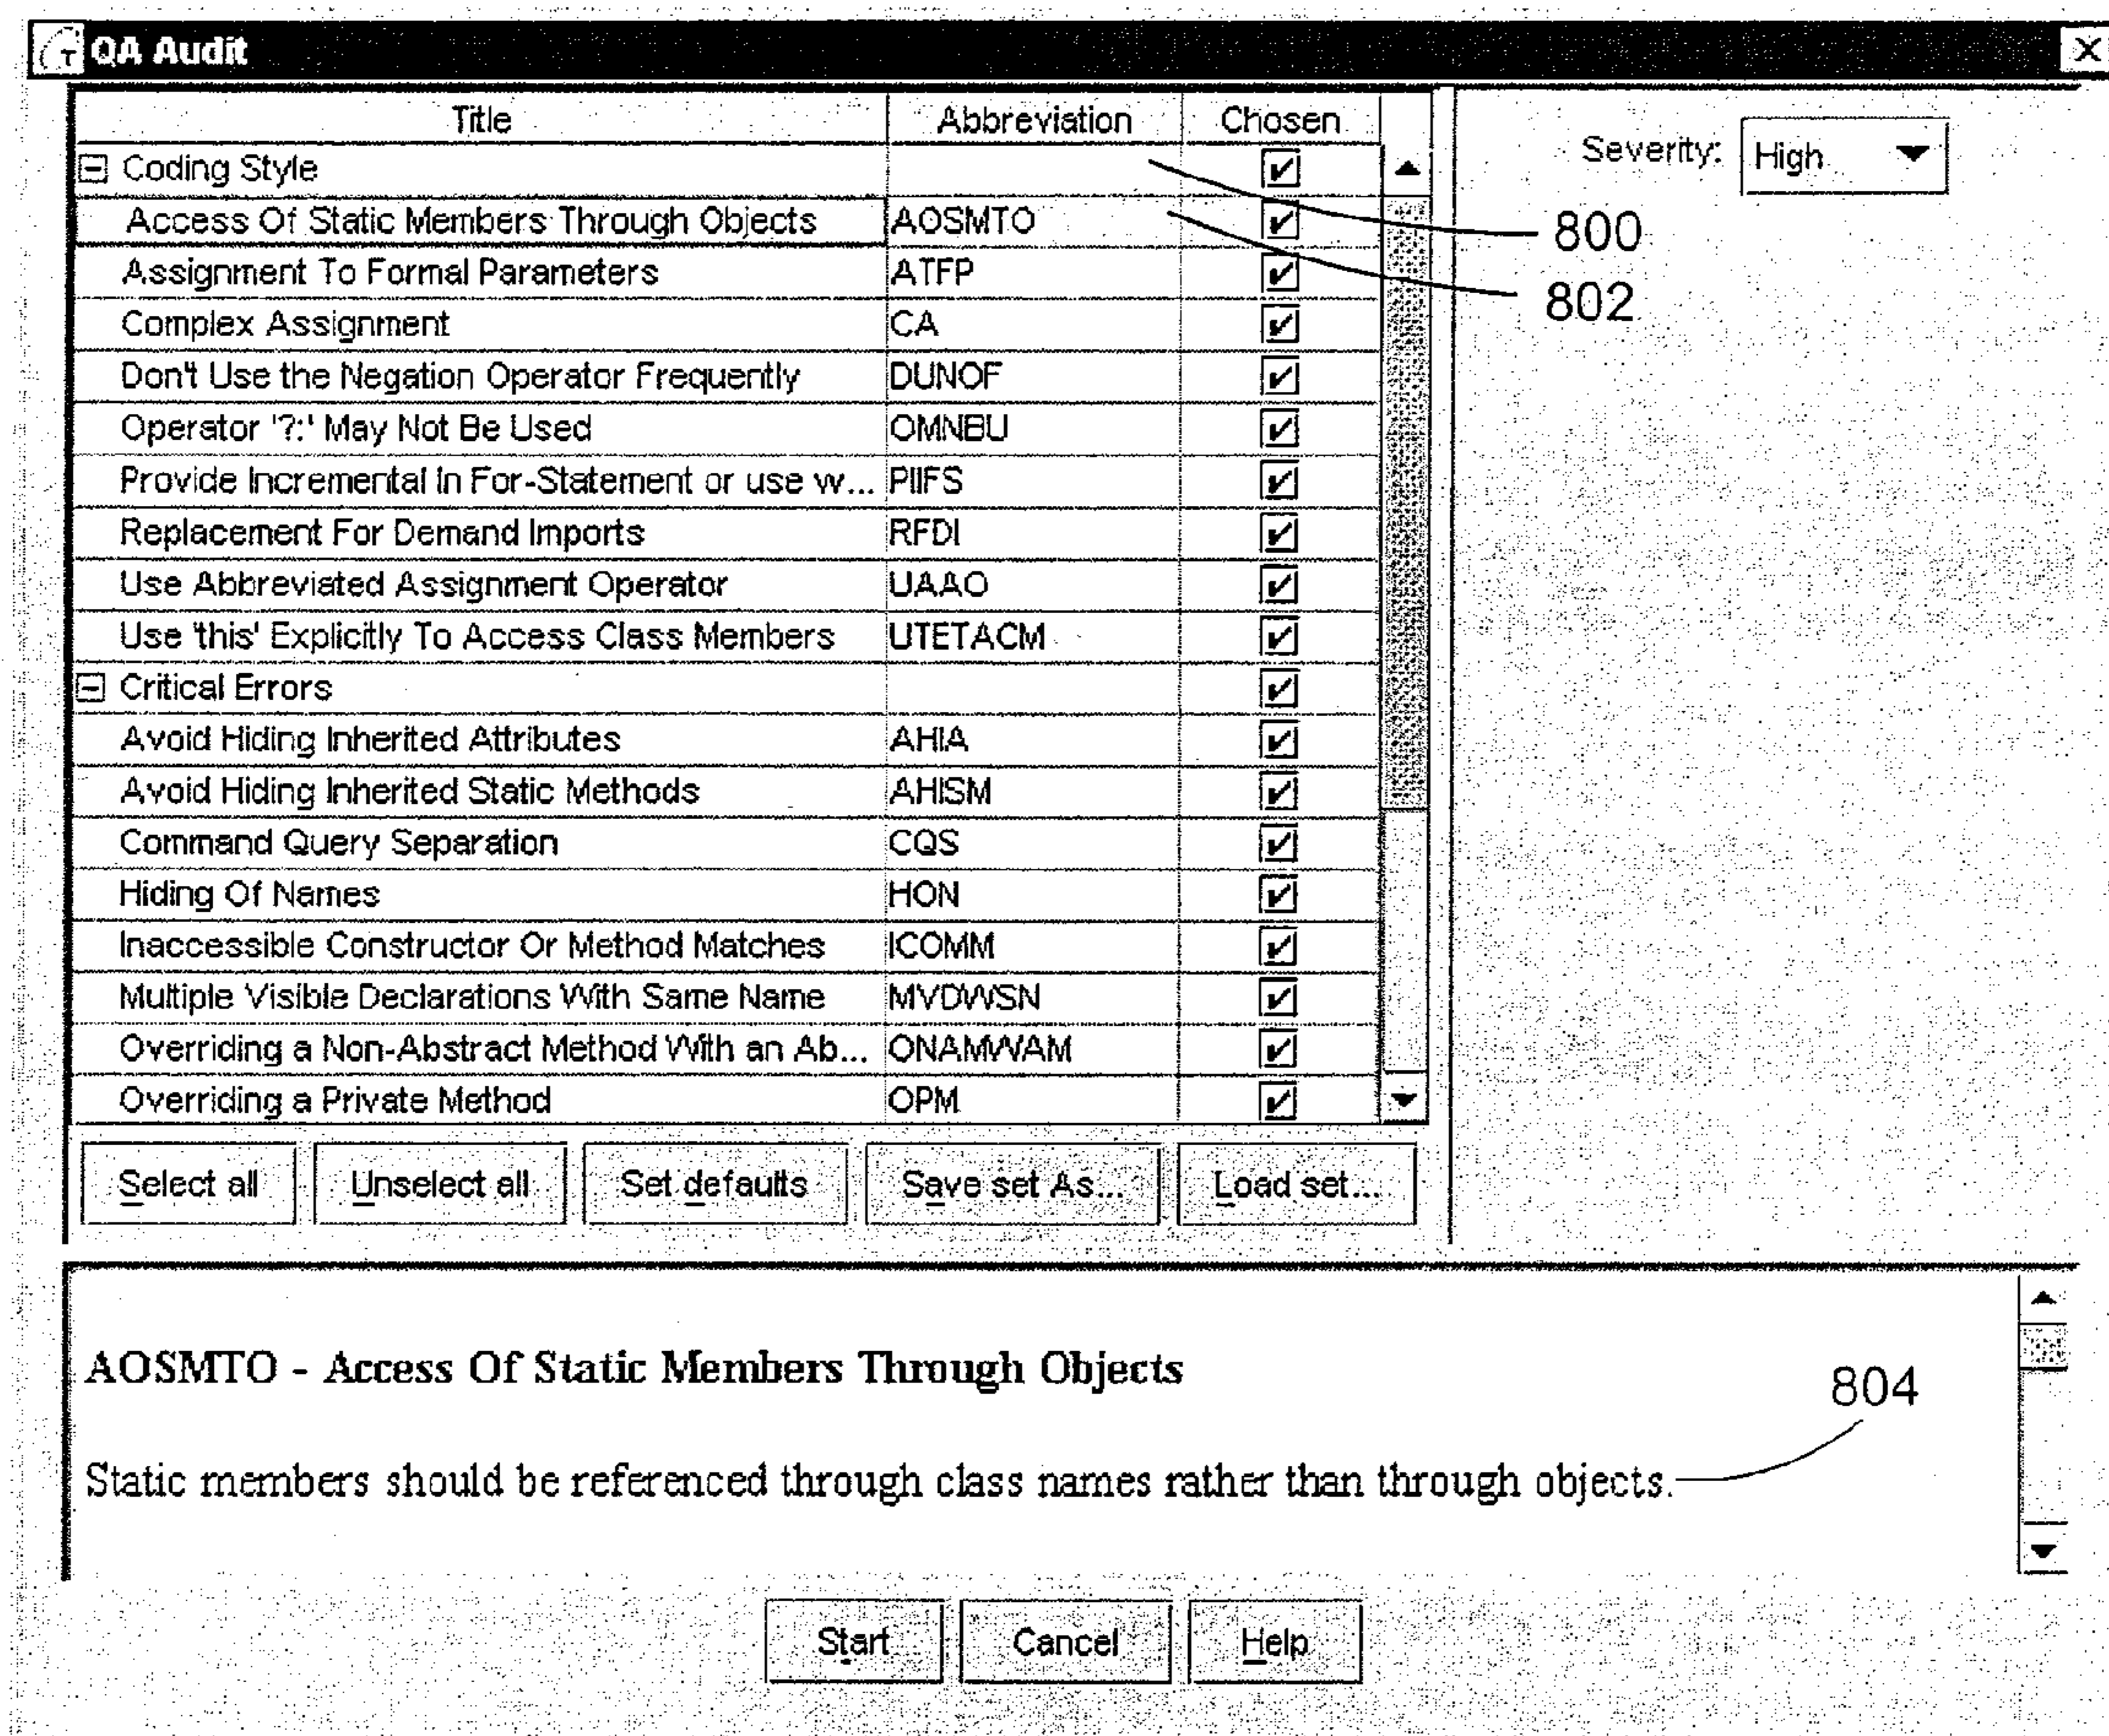 QA Audit
Title Abbreviation Chosen
Coding Style
Access Of Static Members Through Objects AOSMTO
Assignment To Formal Parameters ATFP
Complex Assignment CA
Don't Use the Negation Operator Frequently DUNOF
Operator '?:' May Not Be Used OMNBU
Provide Incremental In For-Statement or use w... PIIFS
Replacement For Demand Imports RFDI
Use Abbreviated Assignment Operator UAAO
Use 'this' Explicitly To Access Class Members UTETACM
Critical Errors
Avoid Hiding Inherited Attributes AHIA
Avoid Hiding Inherited Static Methods AHISM
Command Query Separation CQS
Hiding Of Names HON
Inaccessible Constructor Or Method Matches ICOMM
Multiple Visible Declarations With Same Name MVDWSN
Overriding a Non-Abstract Method With an Ab... ONAMWAM
Overriding a Private Method OPM
Severity: High
800
802
Select all Unselect all Set defaults Save set As... Load set...
AOSMTO - Access Of Static Members Through Objects
804
Static members should be referenced through class names rather than through objects.
Start Cancel Help